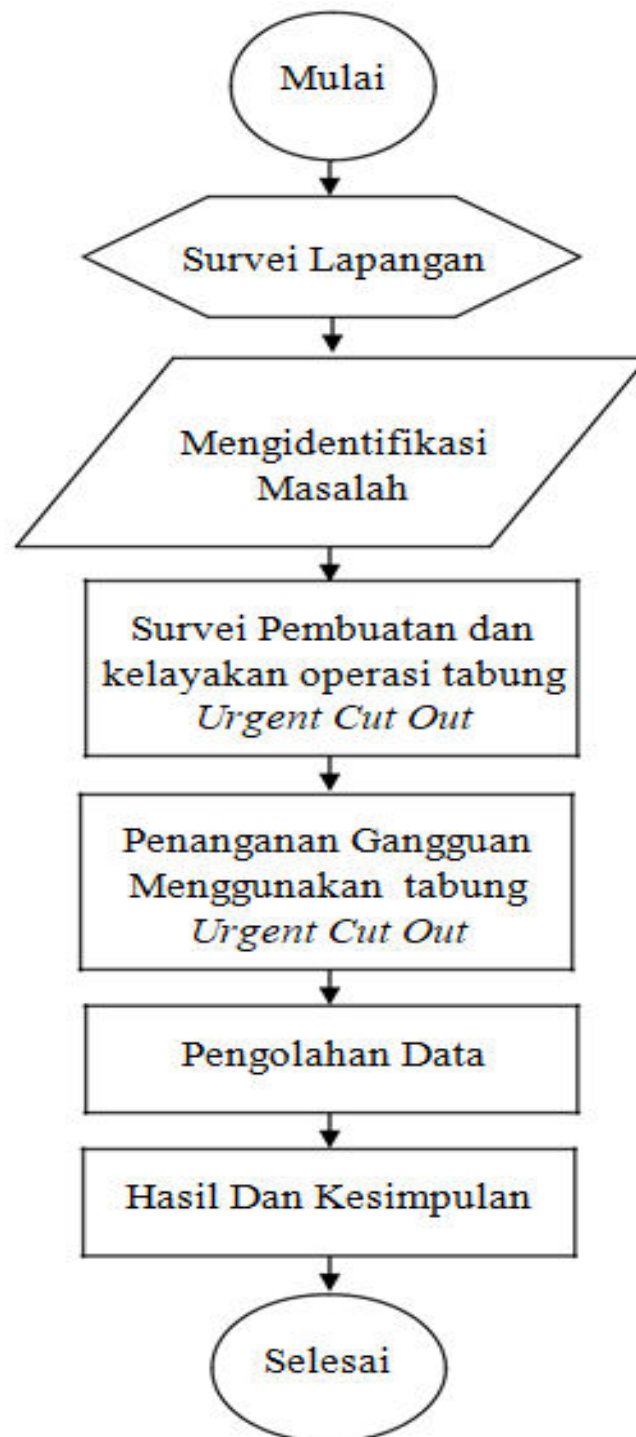 Mulai
Survei Lapangan
Mengidentifikasi
Masalah
Survei Pembuatan dan
kelayakan operasi tabung
Urgent Cut Out
Penanganan Gangguan
Menggunakan tabung
Urgent Cut Out
Pengolahan Data
Hasil Dan Kesimpulan
Selesai